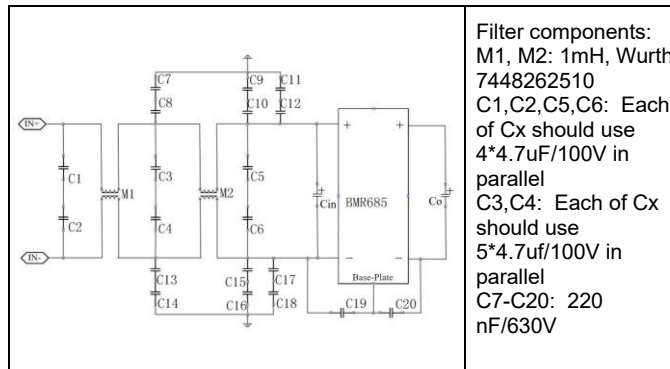 C7
C9
C11
C8
C10
C12
IN+
+
+
C1
C3
C5
M1
M2
Cin
+
BMR685
Co
+
C2
C4
C6
IN-
−
−
C13
C15
C17
Base-Plate
C14
C16
C18
C19
C20
Filter components:
M1, M2: 1mH, Wurth
7448262510
C1,C2,C5,C6: Each
of Cx should use
4*4.7uF/100V in
parallel
C3,C4: Each of Cx
should use
5*4.7uf/100V in
parallel
C7-C20: 220
nF/630V